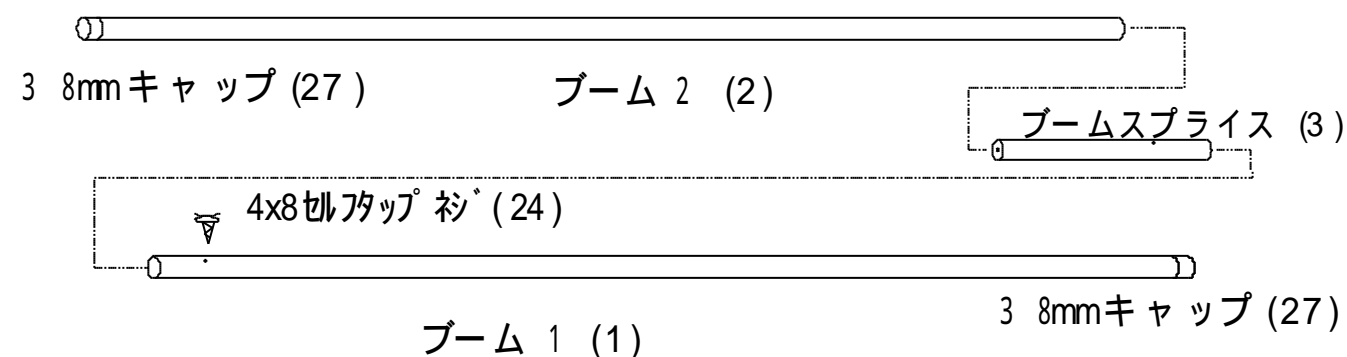 38mmキャップ (27)
ブーム 2 (2)
ブームスプライス (3)
4x8セルフタップネジ (24)
38mmキャップ (27)
ブーム 1 (1)